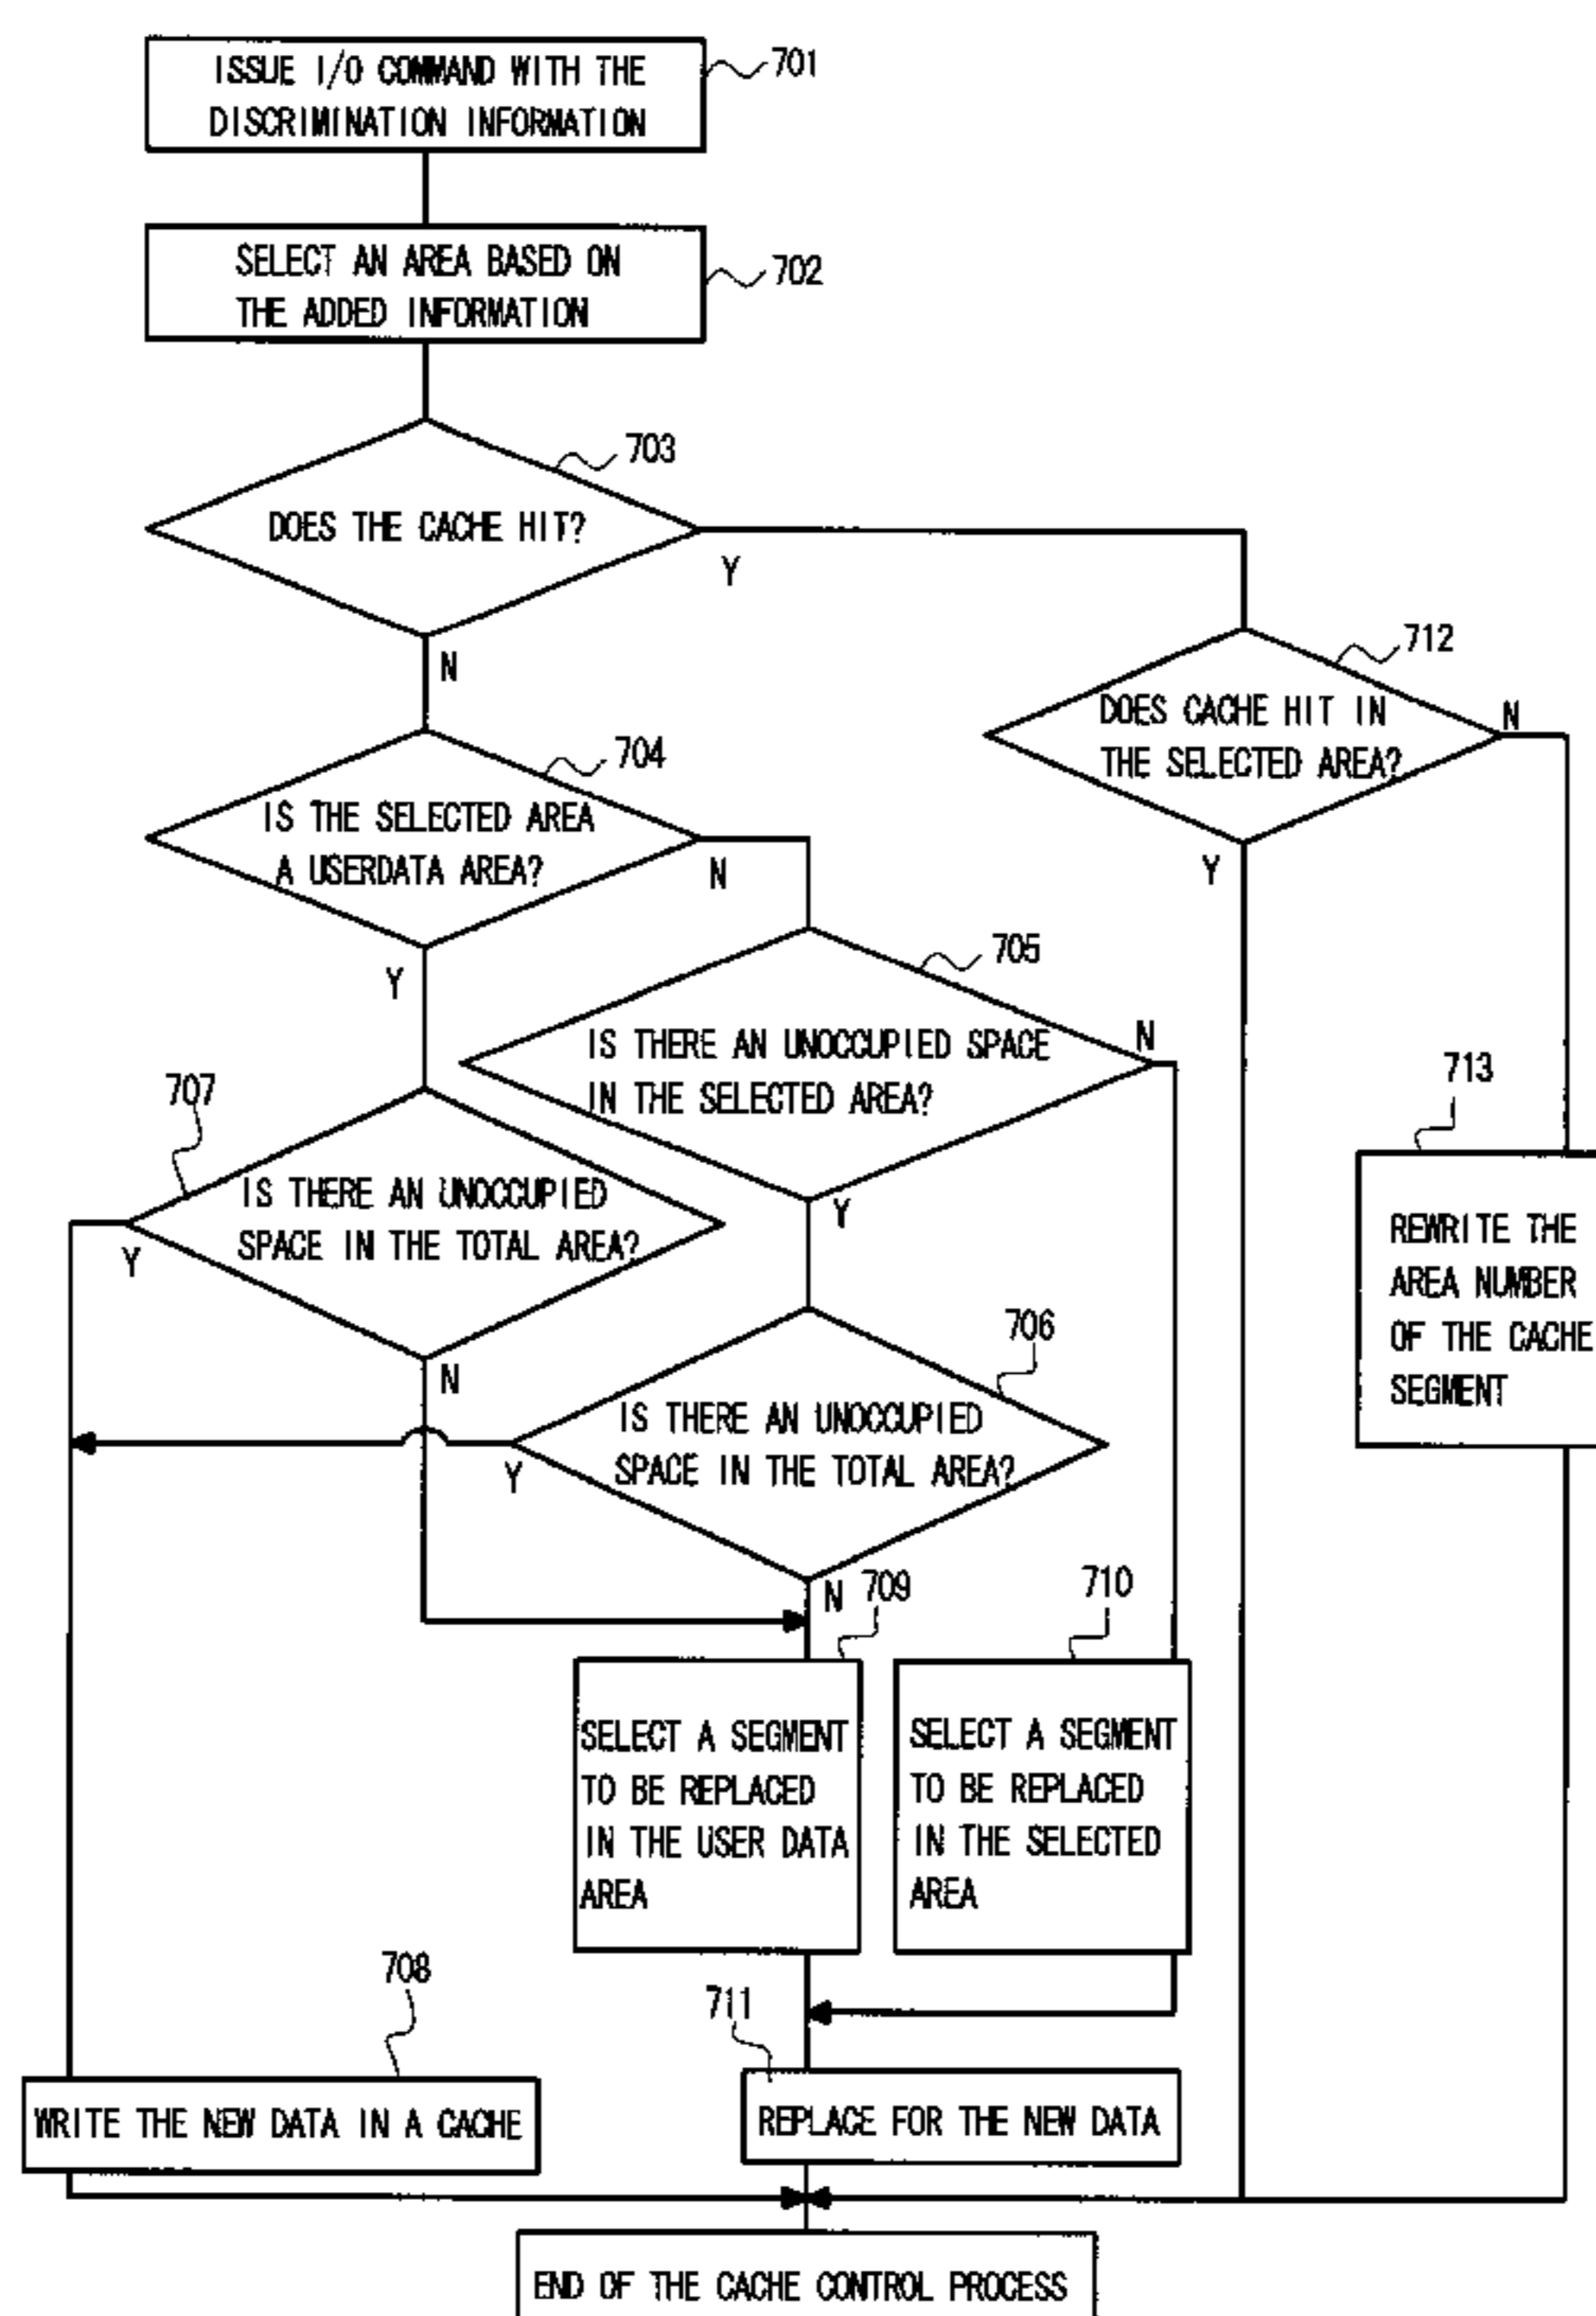 ISSUE I/O COMMAND WITH THE
DISCRIMINATION INFORMATION
701
SELECT AN AREA BASED ON
THE ADDED INFORMATION
702
703
DOES THE CACHE HIT?
Y
N
712
DOES CACHE HIT IN
THE SELECTED AREA?
N
Y
704
IS THE SELECTED AREA
A USERDATA AREA?
N
Y
705
IS THERE AN UNOCCUPIED SPACE
IN THE SELECTED AREA?
N
Y
707
IS THERE AN UNOCCUPIED
SPACE IN THE TOTAL AREA?
Y
N
713
REWRITE THE
AREA NUMBER
OF THE CACHE
SEGMENT
706
IS THERE AN UNOCCUPIED
SPACE IN THE TOTAL AREA?
Y
N
709
SELECT A SEGMENT
TO BE REPLACED
IN THE USER DATA
AREA
710
SELECT A SEGMENT
TO BE REPLACED
IN THE SELECTED
AREA
708
WRITE THE NEW DATA IN A CACHE
711
REPLACE FOR THE NEW DATA
END OF THE CACHE CONTROL PROCESS